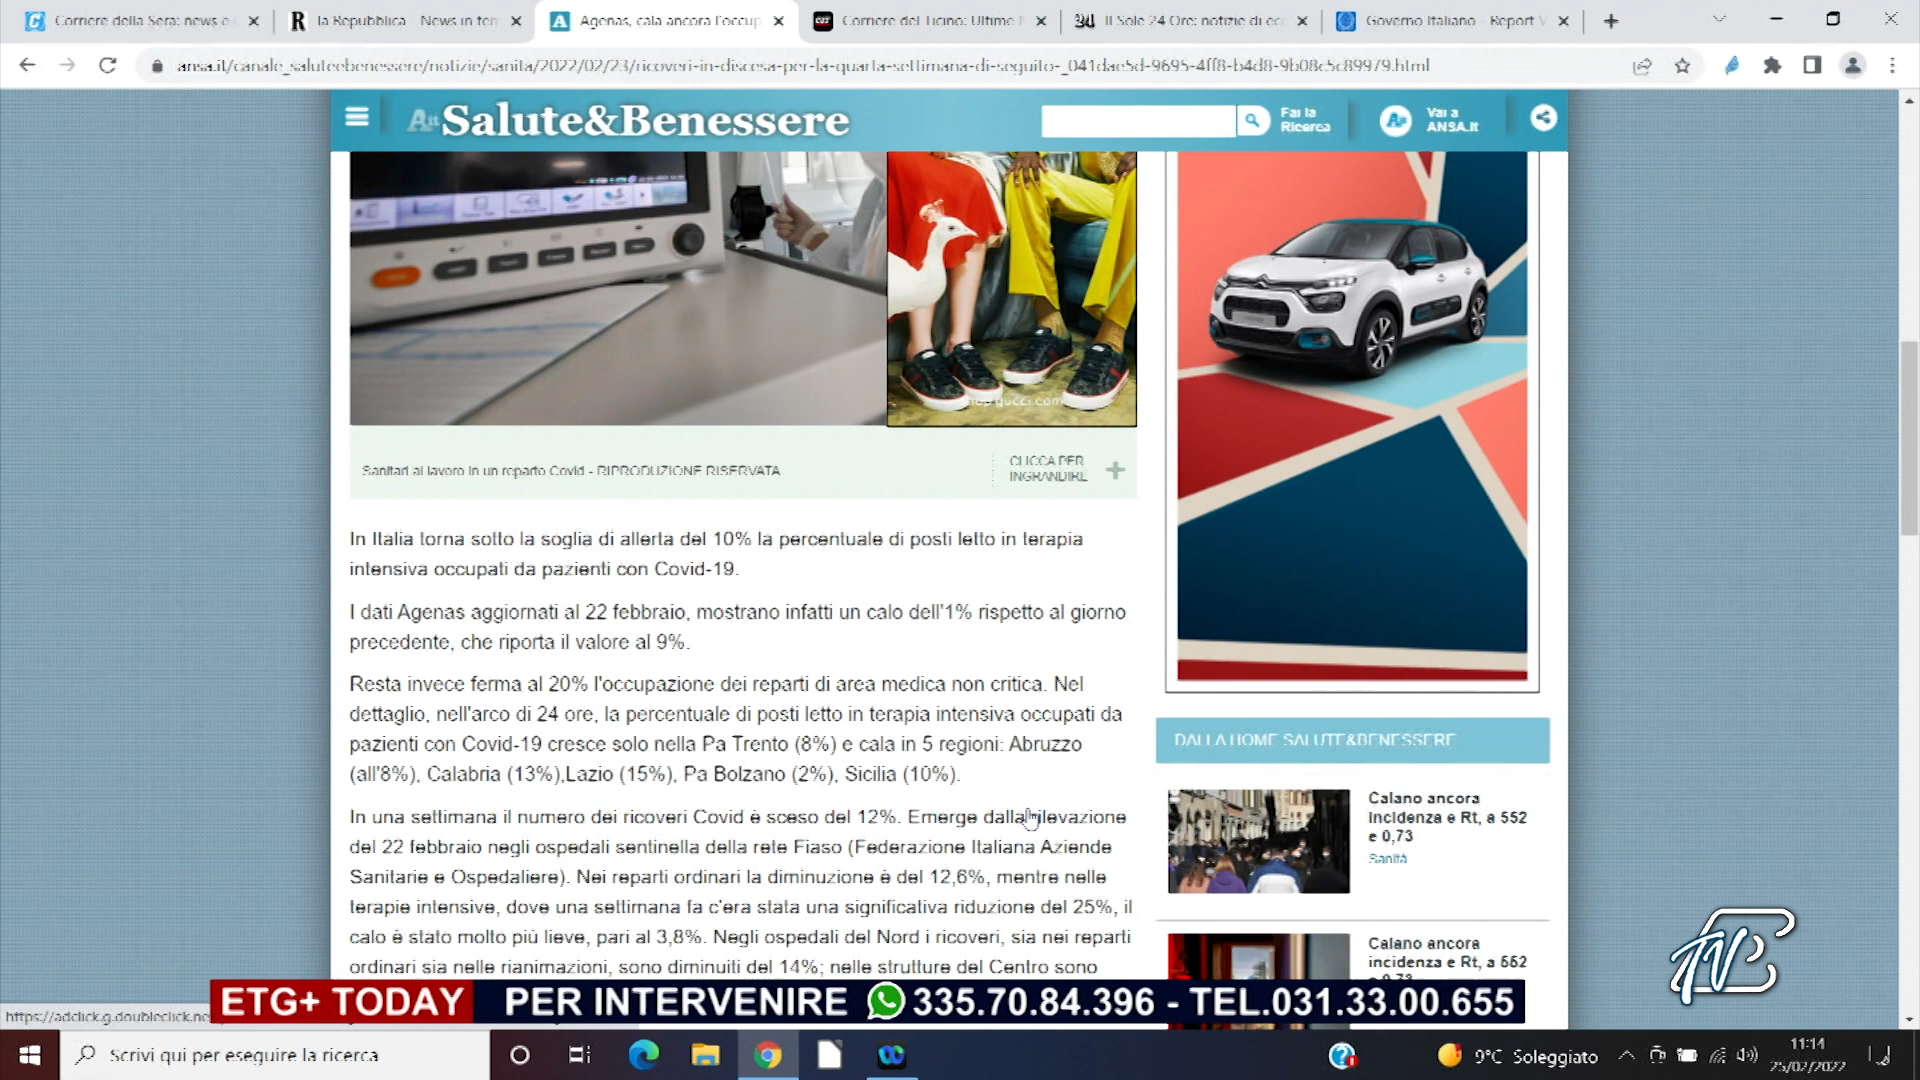 Corriere della Sera: news e
la Repubblica - News in tem
Agenas, cala ancora l'occup
Corriere del Ticino: Ultime
Il Sole 24 Ore: notizie di ec
Governo Italiano - Report V
ansa.it/canale_saluteebenessere/notizie/sanita/2022/02/23/ricoveri-in-discesa-per-la-quarta-settimana-di-seguito-_041dae5d-9695-4ff8-b4d8-9b08c5c89979.html
A.it Salute&Benessere
Fai la
Ricerca
Vai a
ANSA.it
shop.gucci.com
Sanitari al lavoro in un reparto Covid - RIPRODUZIONE RISERVATA
CLICCA PER
INGRANDIRE
In Italia torna sotto la soglia di allerta del 10% la percentuale di posti letto in terapia
intensiva occupati da pazienti con Covid-19.
I dati Agenas aggiornati al 22 febbraio, mostrano infatti un calo dell'1% rispetto al giorno
precedente, che riporta il valore al 9%.
Resta invece ferma al 20% l'occupazione dei reparti di area medica non critica. Nel
dettaglio, nell'arco di 24 ore, la percentuale di posti letto in terapia intensiva occupati da
pazienti con Covid-19 cresce solo nella Pa Trento (8%) e cala in 5 regioni: Abruzzo
(all'8%), Calabria (13%),Lazio (15%), Pa Bolzano (2%), Sicilia (10%).
In una settimana il numero dei ricoveri Covid è sceso del 12%. Emerge dalla rilevazione
del 22 febbraio negli ospedali sentinella della rete Fiaso (Federazione Italiana Aziende
Sanitarie e Ospedaliere). Nei reparti ordinari la diminuzione è del 12,6%, mentre nelle
terapie intensive, dove una settimana fa c'era stata una significativa riduzione del 25%, il
calo è stato molto più lieve, pari al 3,8%. Negli ospedali del Nord i ricoveri, sia nei reparti
ordinari sia nelle rianimazioni, sono diminuiti del 14%; nelle strutture del Centro sono
DALLA HOME SALUTE&BENESSERE
Calano ancora
incidenza e Rt, a 552
e 0,73
Sanità
Calano ancora
incidenza e Rt, a 552
e 0,73
ETG+ TODAY PER INTERVENIRE 335.70.84.396 - TEL.031.33.00.655
https://adclick.g.doubleclick.ne
Scrivi qui per eseguire la ricerca
9°C Soleggiato
11:14
25/02/2022